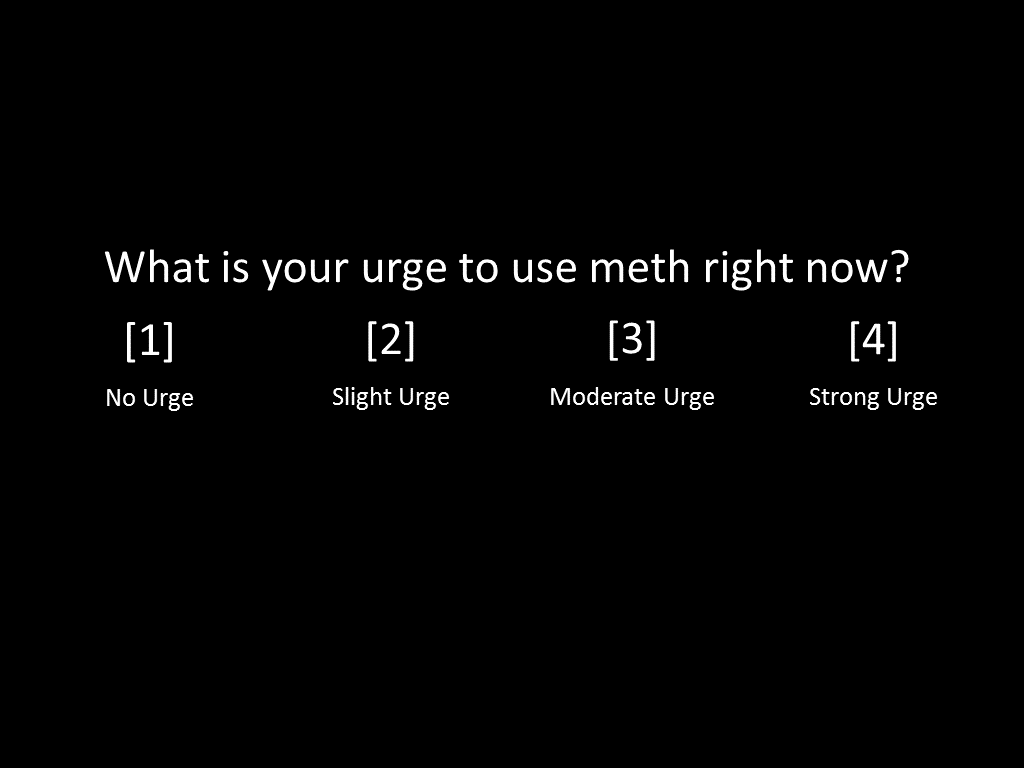 What is your urge to use meth right now?
[1] [2] [3] [4]
No Urge Slight Urge Moderate Urge Strong Urge